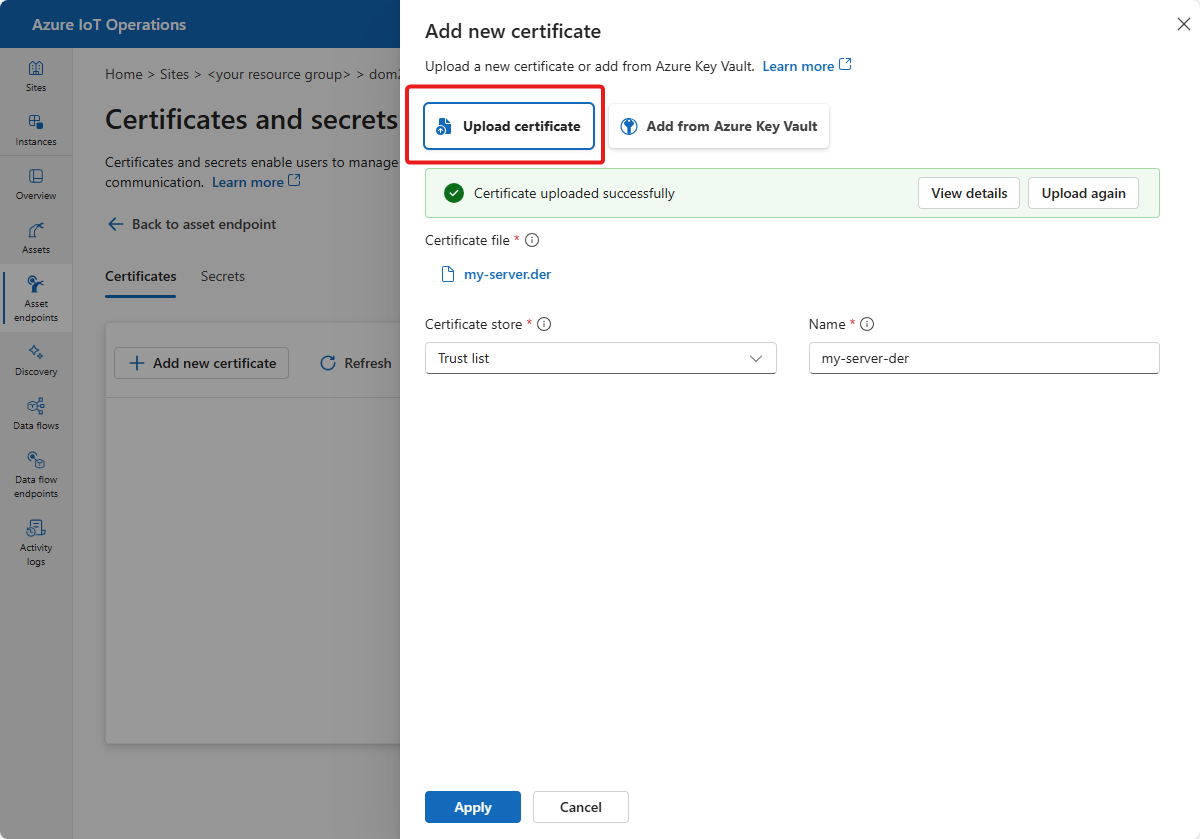 Azure IoT Operations
Sites
Instances
Overview
Assets
Asset
endpoints
Discovery
Data flows
Data flow
endpoints
Activity
logs
Home > Sites > <your resource group> > dom2
Certificates and secrets
Certificates and secrets enable users to manage
communication. Learn more
Back to asset endpoint
Certificates Secrets
Add new certificate Refresh
Add new certificate
Upload a new certificate or add from Azure Key Vault. Learn more
Upload certificate Add from Azure Key Vault
Certificate uploaded successfully View details Upload again
Certificate file *
my-server.der
Certificate store * Name *
Trust list my-server-der
Apply Cancel